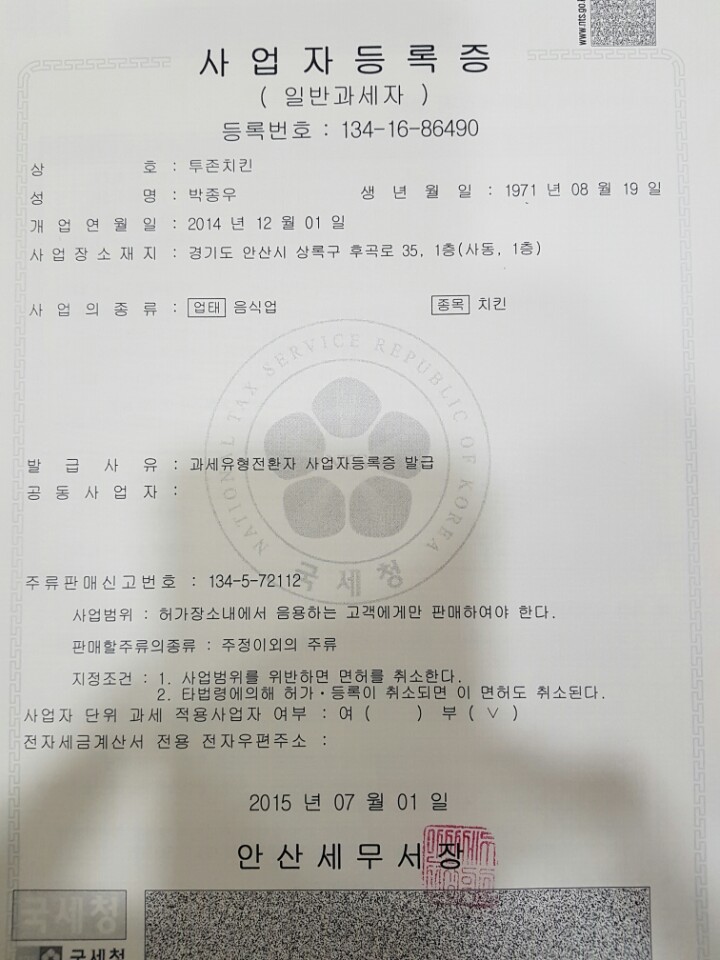 www.nts.go.k
사업자등록증
( 일반과세자 )
등록번호 : 134-16-86490
상 호 : 투존치킨
성 명 : 박종우 생 년 월 일 : 1971 년 08 월 19 일
개 업 연 월 일 : 2014 년 12 월 01 일
사 업 장 소 재 지 : 경기도 안산시 상록구 후곡로 35, 1층(사동, 1층)
사 업 의 종 류 : 업태 음식업 종목 치킨
NATIONAL TAX SERVICE REPUBLIC OF KOREA
발 급 사 유 : 과세유형전환자 사업자등록증 발급
공 동 사 업 자 :
국세청
주류판매신고번호 : 134-5-72112
사업범위 : 허가장소내에서 음용하는 고객에게만 판매하여야 한다.
판매할주류의종류 : 주정이외의 주류
지정조건 : 1. 사업범위를 위반하면 면허를 취소한다.
2. 타법령에의해 허가·등록이 취소되면 이 면허도 취소된다.
사업자 단위 과세 적용사업자 여부 : 여 ( ) 부 ( ∨ )
전자세금계산서 전용 전자우편주소 :
2015 년 07 월 01 일
안산세무서장
국세청
국세청